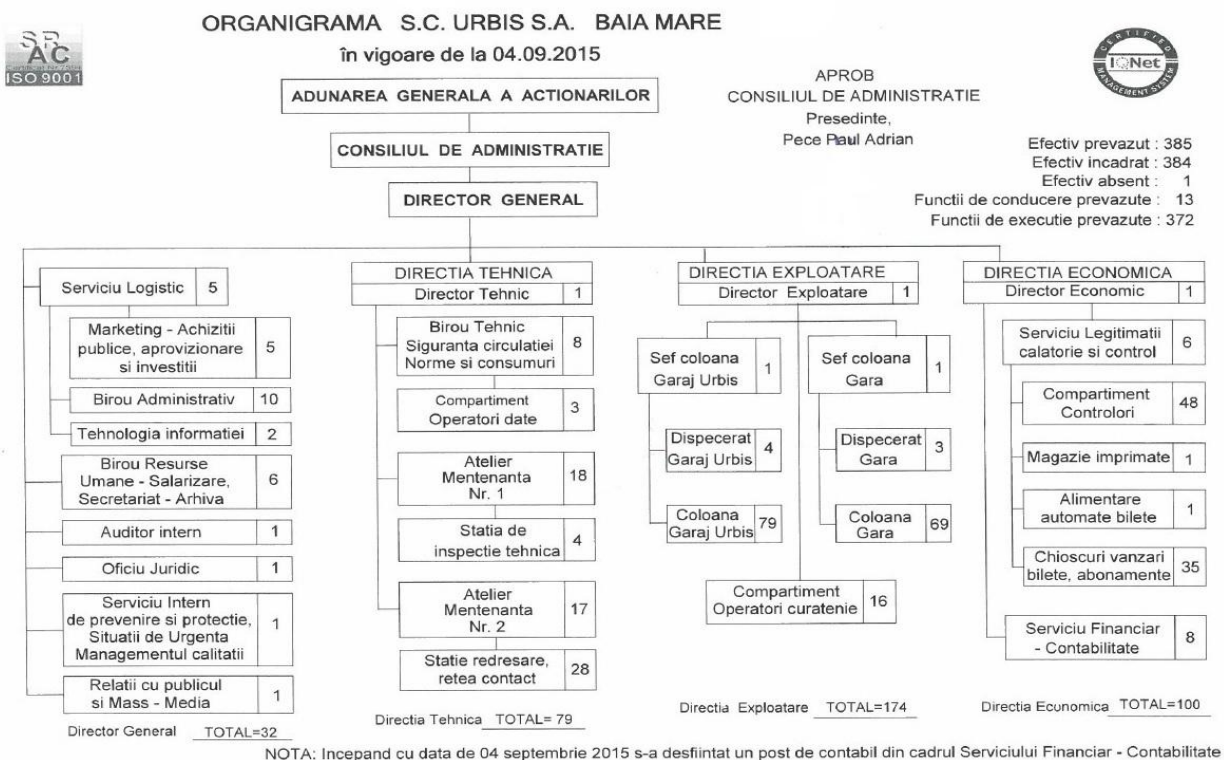 ORGANIGRAMA S.C. URBIS S.A. BAIA MARE
în vigoare de la 04.09.2015
SRAC
ISO 9001
CERTIFIED
IQNet
MANAGEMENT SYSTEM
APROB
CONSILIUL DE ADMINISTRATIE
Presedinte,
Pece Paul Adrian
Efectiv prevazut : 385
Efectiv incadrat : 384
Efectiv absent : 1
Functii de conducere prevazute : 13
Functii de executie prevazute : 372
ADUNAREA GENERALA A ACTIONARILOR
CONSILIUL DE ADMINISTRATIE
DIRECTOR GENERAL
Serviciu Logistic 5
Marketing - Achizitii
publice, aprovizionare 5
si investitii
Birou Administrativ 10
Tehnologia informatiei 2
Birou Resurse
Umane - Salarizare, 6
Secretariat - Arhiva
Auditor intern 1
Oficiu Juridic 1
Serviciu Intern
de prevenire si protectie, 1
Situatii de Urgenta
Managementul calitatii
Relatii cu publicul 1
si Mass - Media
Director General TOTAL=32
DIRECTIA TEHNICA
Director Tehnic 1
Birou Tehnic
Siguranta circulatiei 8
Norme si consumuri
Compartiment 3
Operatori date
Atelier
Mentenanta 18
Nr. 1
Statia de 4
inspectie tehnica
Atelier
Mentenanta 17
Nr. 2
Statie redresare, 28
retea contact
Directia Tehnica TOTAL= 79
DIRECTIA EXPLOATARE
Director Exploatare 1
Sef coloana 1
Garaj Urbis
Dispecerat 4
Garaj Urbis
Coloana 79
Garaj Urbis
Sef coloana 1
Gara
Dispecerat 3
Gara
Coloana 69
Gara
Compartiment 16
Operatori curatenie
Directia Exploatare TOTAL=174
DIRECTIA ECONOMICA
Director Economic 1
Serviciu Legitimatii 6
calatorie si control
Compartiment 48
Controlori
Magazie imprimate 1
Alimentare 1
automate bilete
Chioscuri vanzari 35
bilete, abonamente
Serviciu Financiar 8
- Contabilitate
Directia Economica TOTAL=100
NOTA: Incepand cu data de 04 septembrie 2015 s-a desfiintat un post de contabil din cadrul Serviciului Financiar - Contabilitate